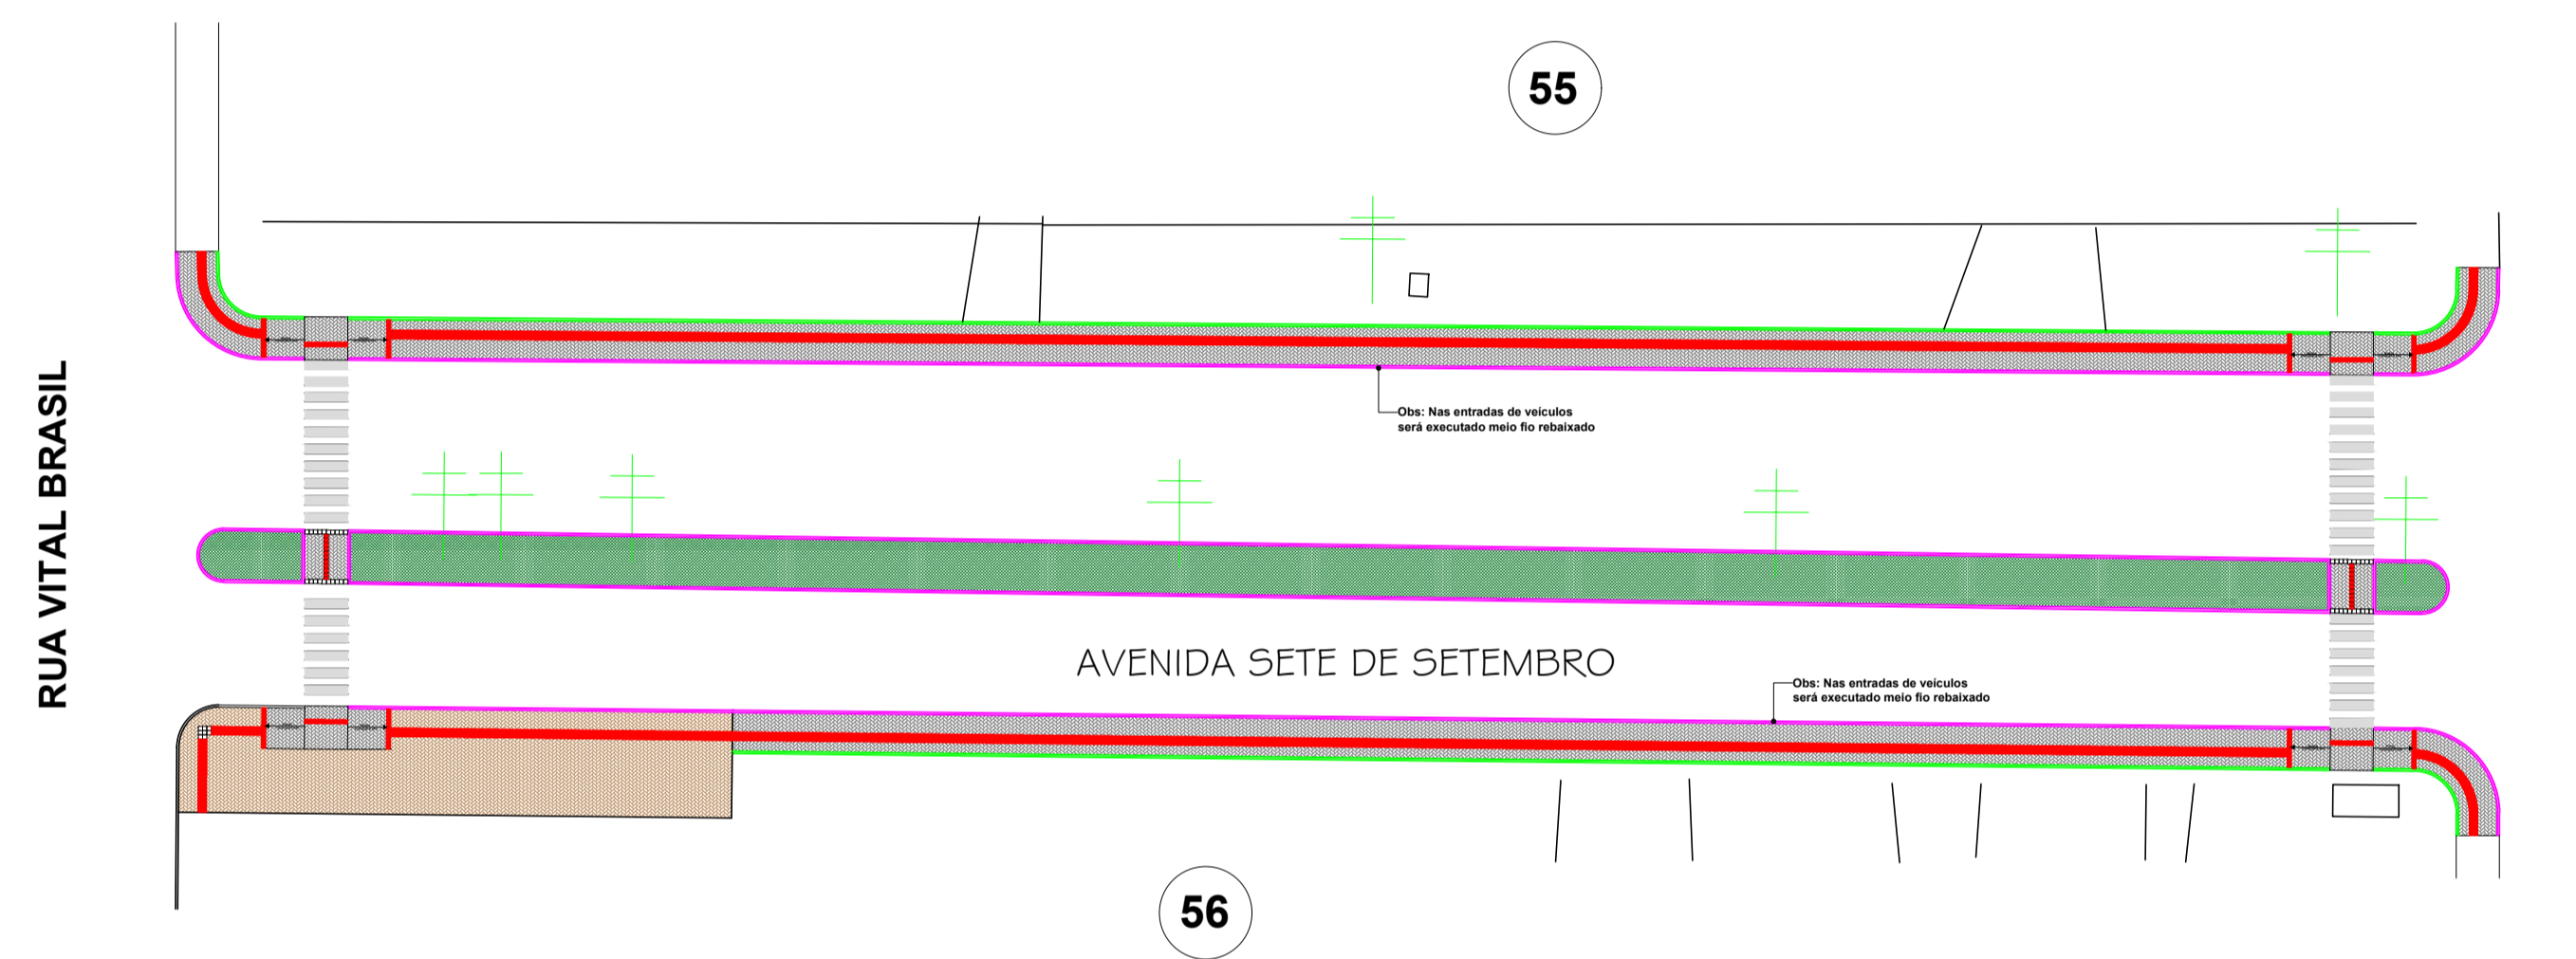 55
RUA VITAL BRASIL
Obs: Nas entradas de veículos
será executado meio fio rebaixado
AVENIDA SETE DE SETEMBRO
Obs: Nas entradas de veículos
será executado meio fio rebaixado
56